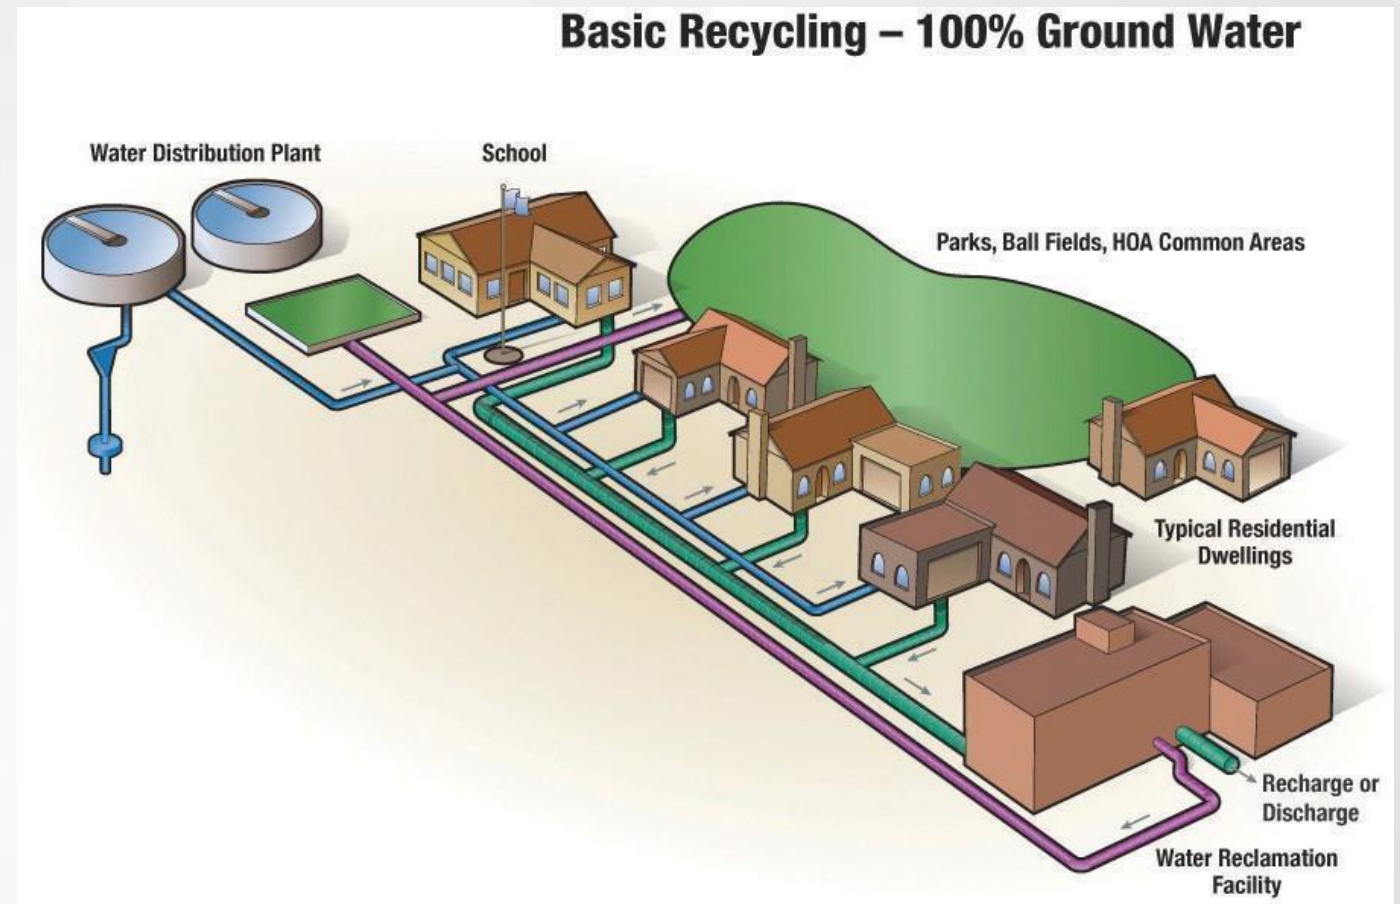 Basic Recycling – 100% Ground Water
Water Distribution Plant
School
Parks, Ball Fields, HOA Common Areas
Typical Residential
Dwellings
Recharge or
Discharge
Water Reclamation
Facility